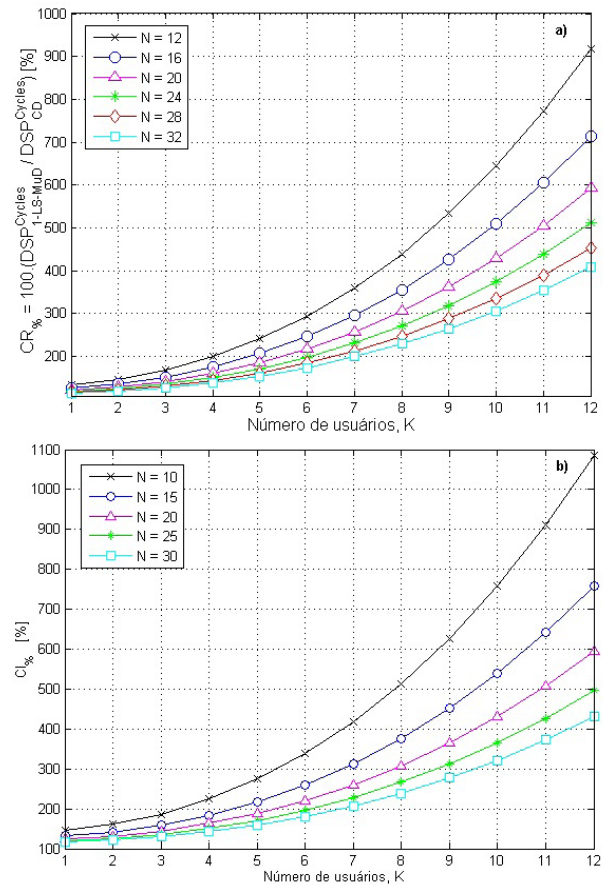 a)
1000
900
800
700
600
500
400
300
200
N = 12
N = 16
N = 20
N = 24
N = 28
N = 32
CR% = 100.(DSP^Cycles_1-LS-MuD / DSP^Cycles_CD) [%]
1 2 3 4 5 6 7 8 9 10 11 12
Número de usuários, K
b)
1100
1000
900
800
700
600
500
400
300
200
100
N = 10
N = 15
N = 20
N = 25
N = 30
CI% [%]
1 2 3 4 5 6 7 8 9 10 11 12
Número de usuários, K